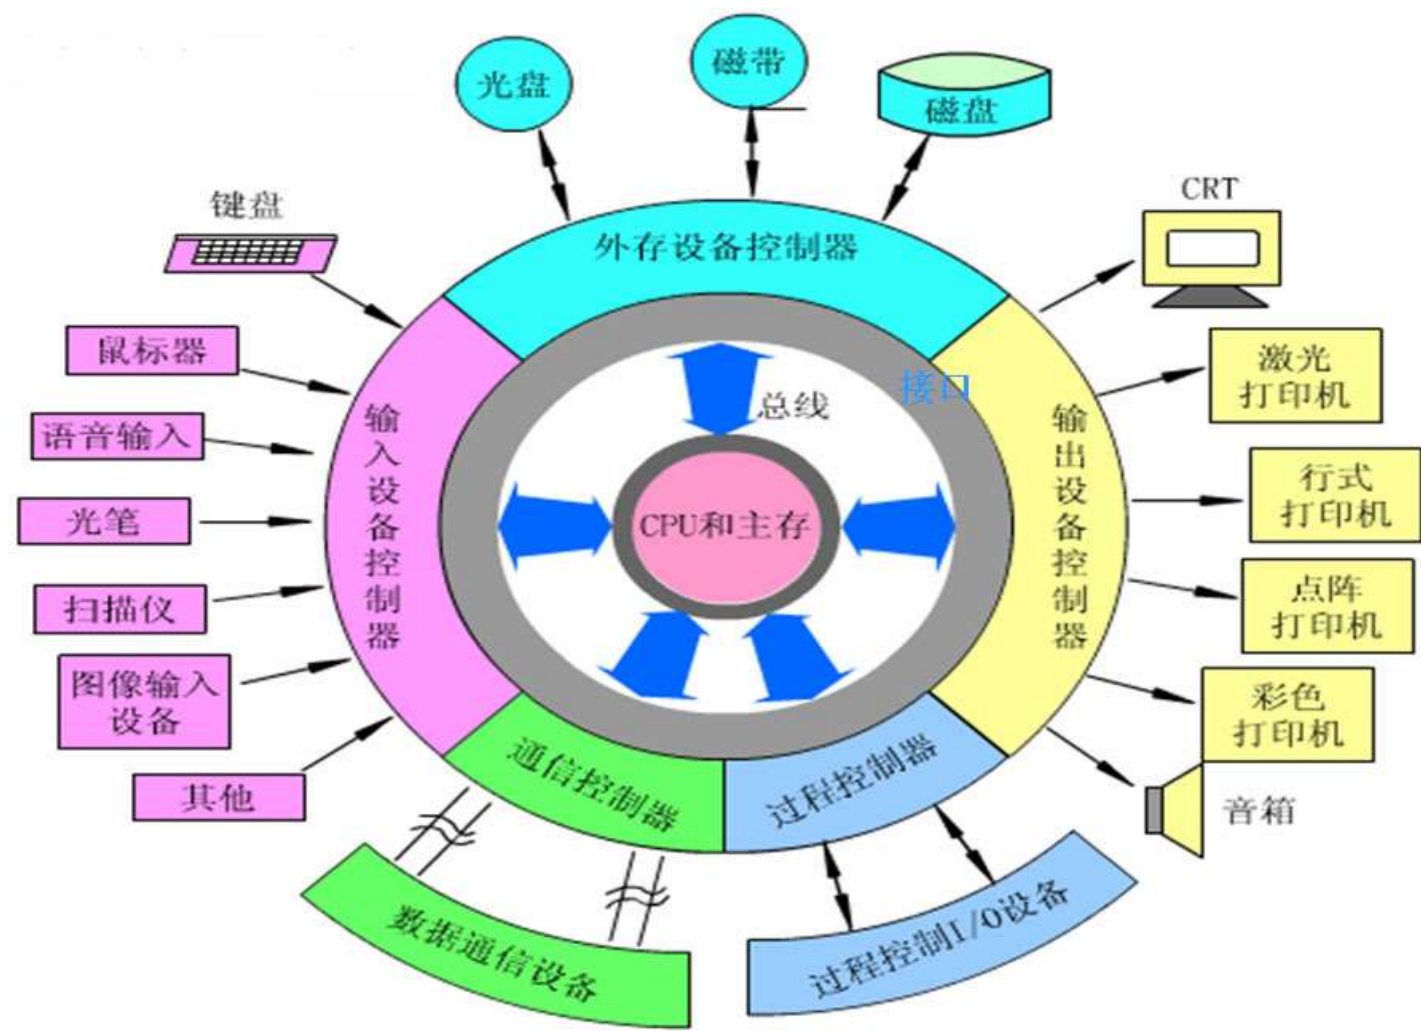 光盘
磁带
磁盘
键盘
CRT
外存设备控制器
鼠标器
语音输入
光笔
扫描仪
图像输入
设备
其他
输入设备控制器
总线
接口
CPU和主存
输出设备控制器
激光
打印机
行式
打印机
点阵
打印机
彩色
打印机
音箱
通信控制器
过程控制器
数据通信设备
过程控制I/O设备